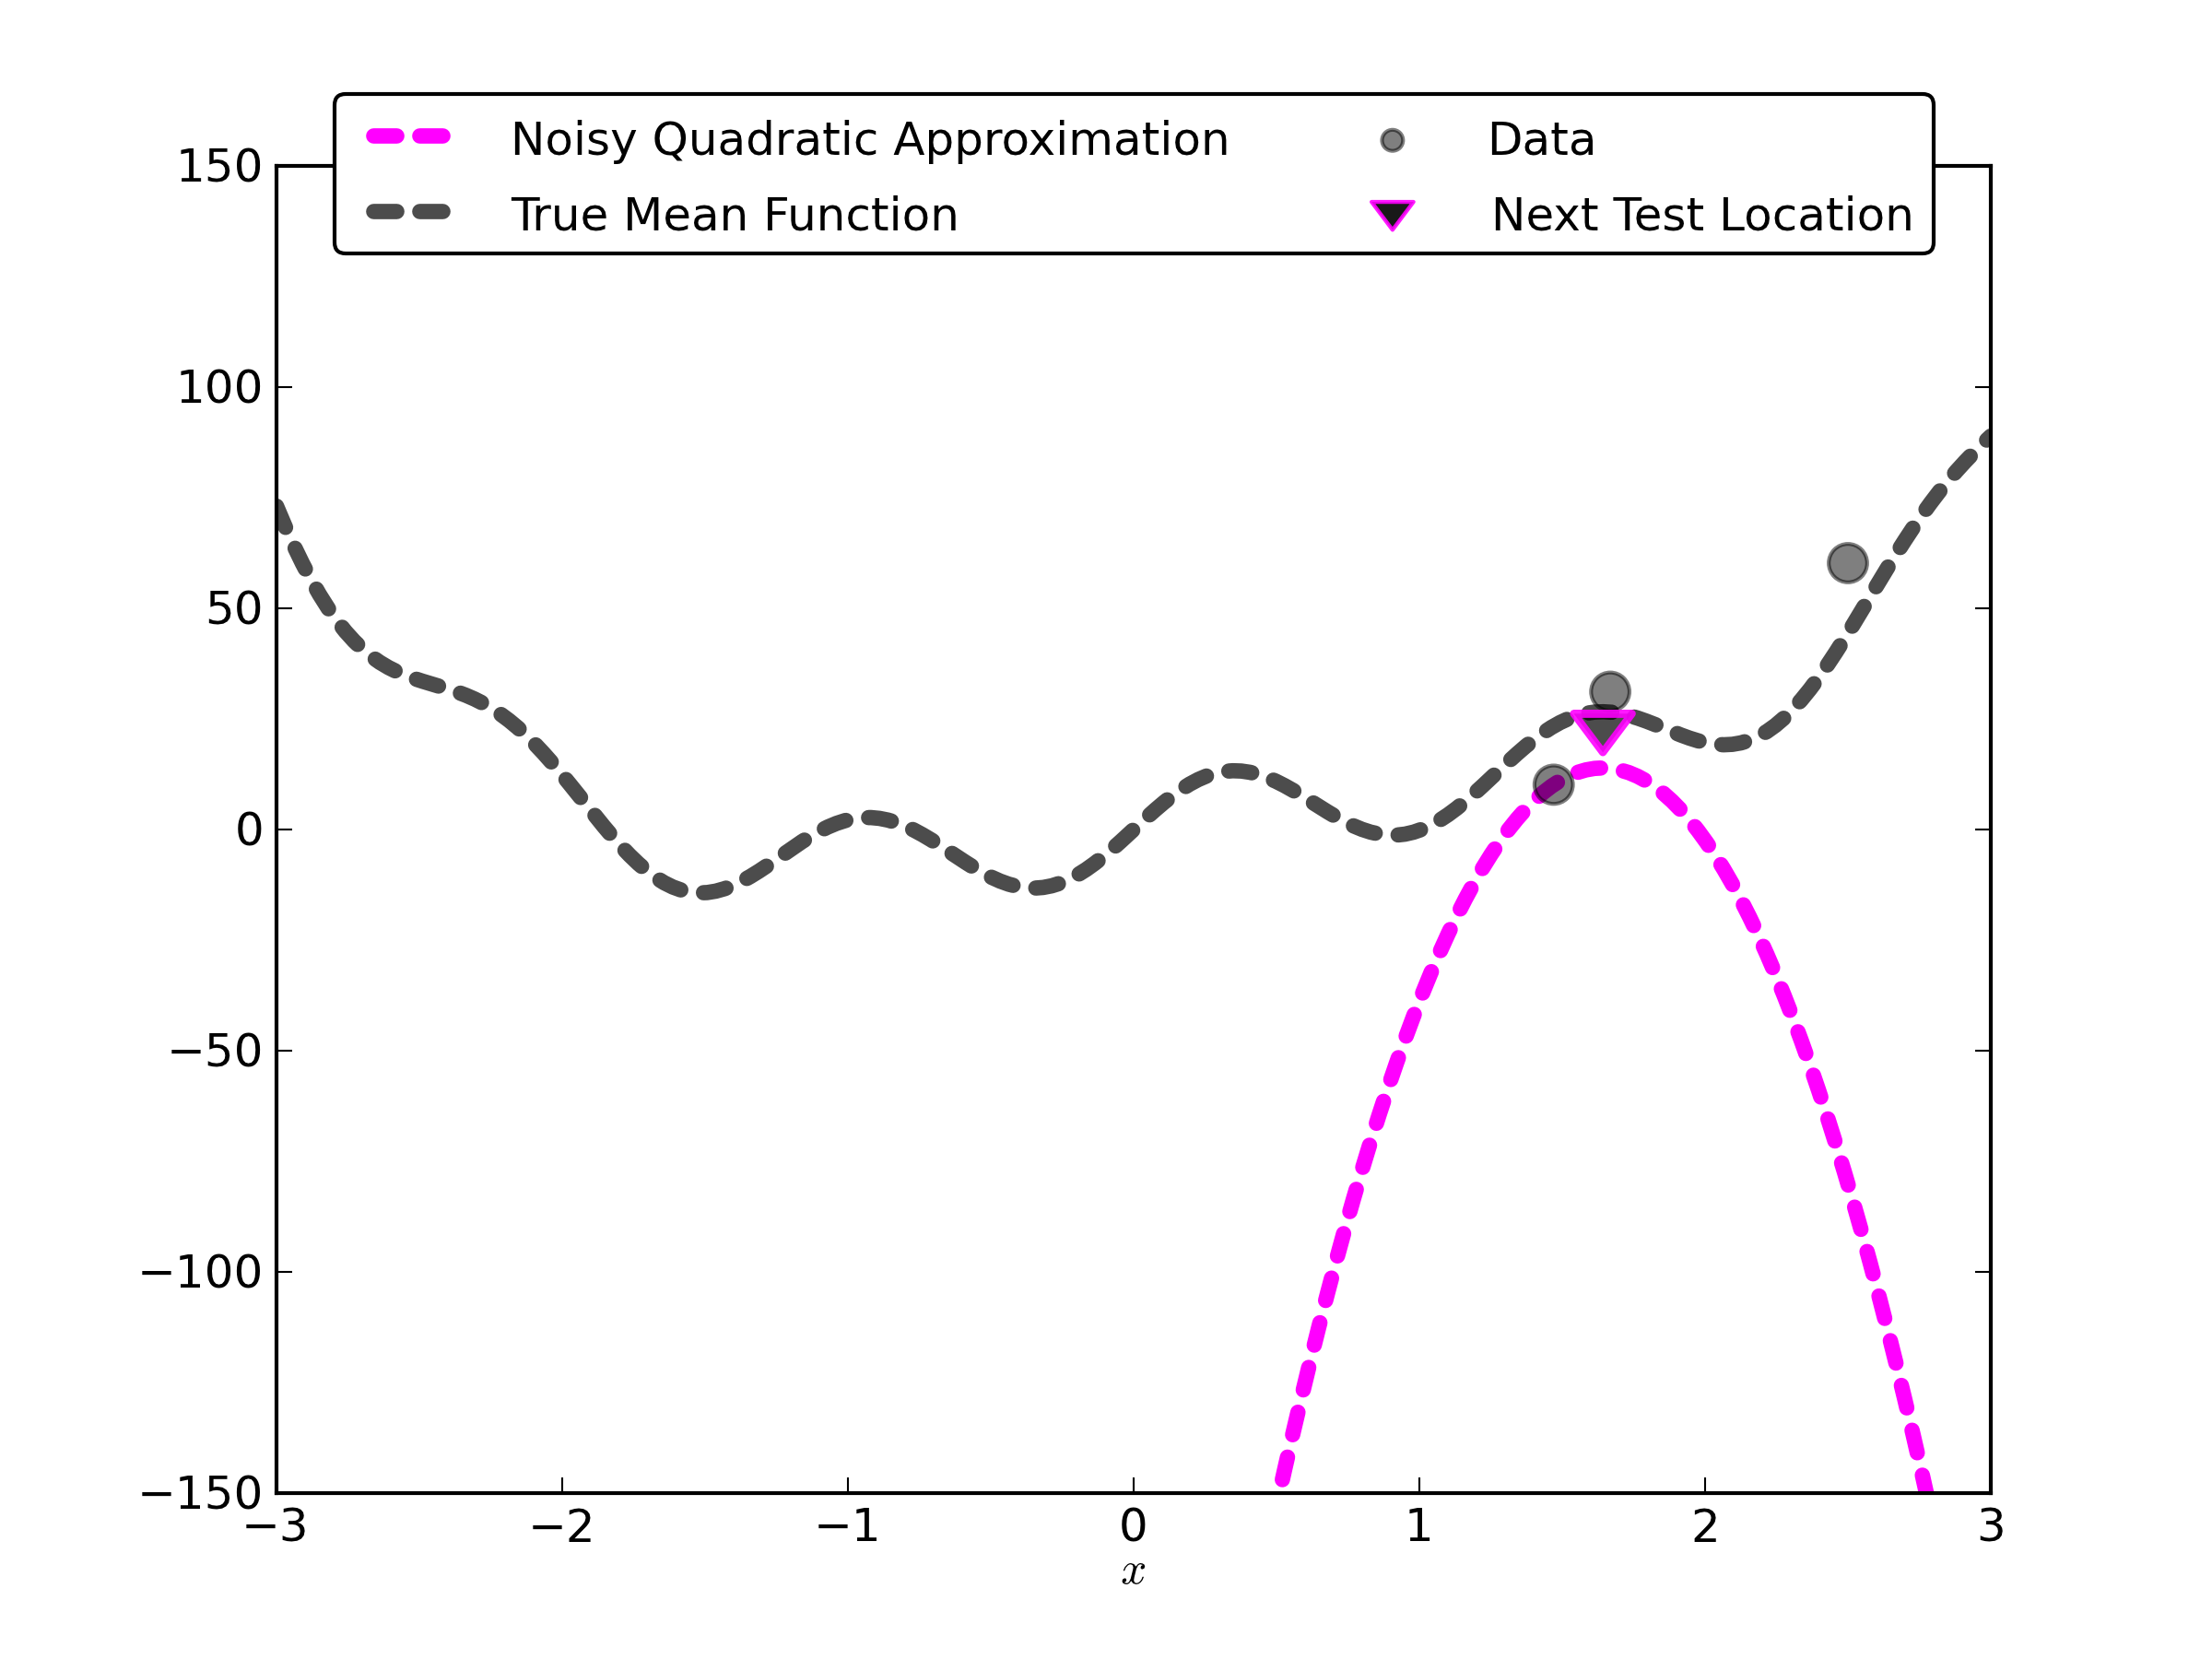 Noisy Quadratic Approximation
Data
True Mean Function
Next Test Location
150
100
50
0
−50
−100
−150
−3 −2 −1 0 1 2 3
x